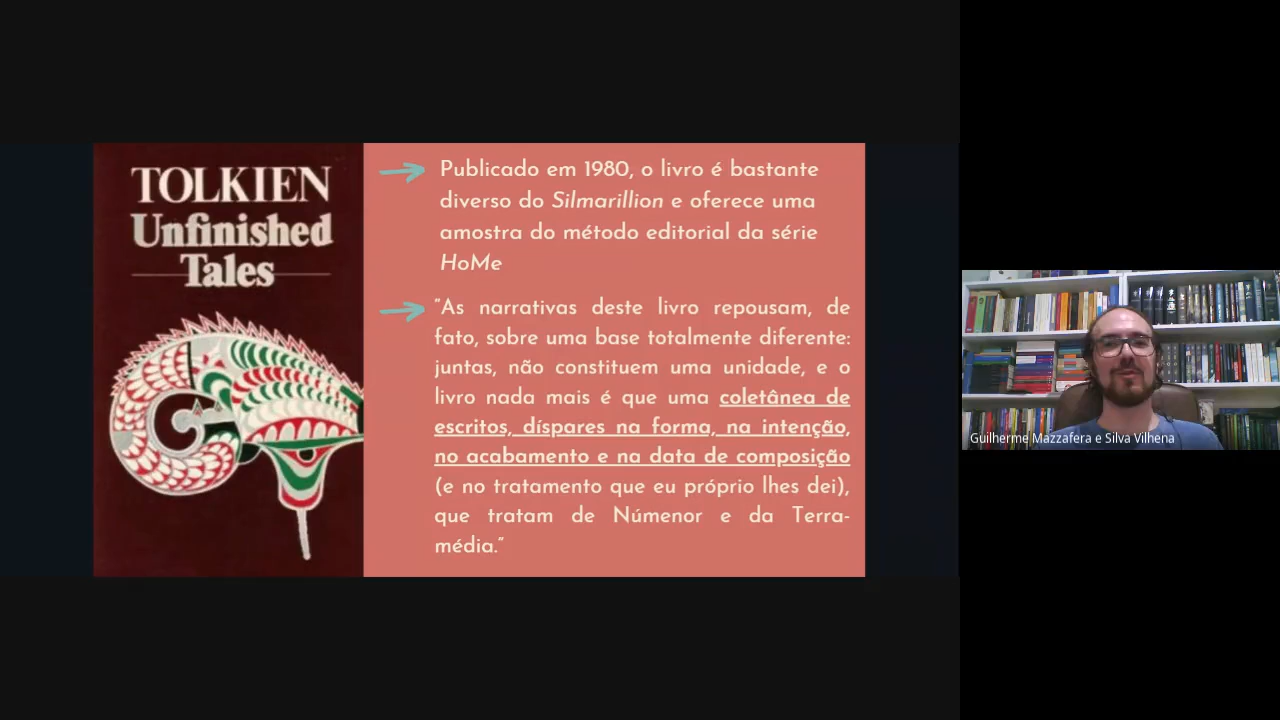 TOLKIEN
Unfinished
Tales
Publicado em 1980, o livro é bastante
diverso do Silmarillion e oferece uma
amostra do método editorial da série
HoMe
"As narrativas deste livro repousam, de
fato, sobre uma base totalmente diferente:
juntas, não constituem uma unidade, e o
livro nada mais é que uma coletânea de
escritos, díspares na forma, na intenção,
no acabamento e na data de composição
(e no tratamento que eu próprio lhes dei),
que tratam de Númenor e da Terra-
média."
Guilherme Mazzafera e Silva Vilhena